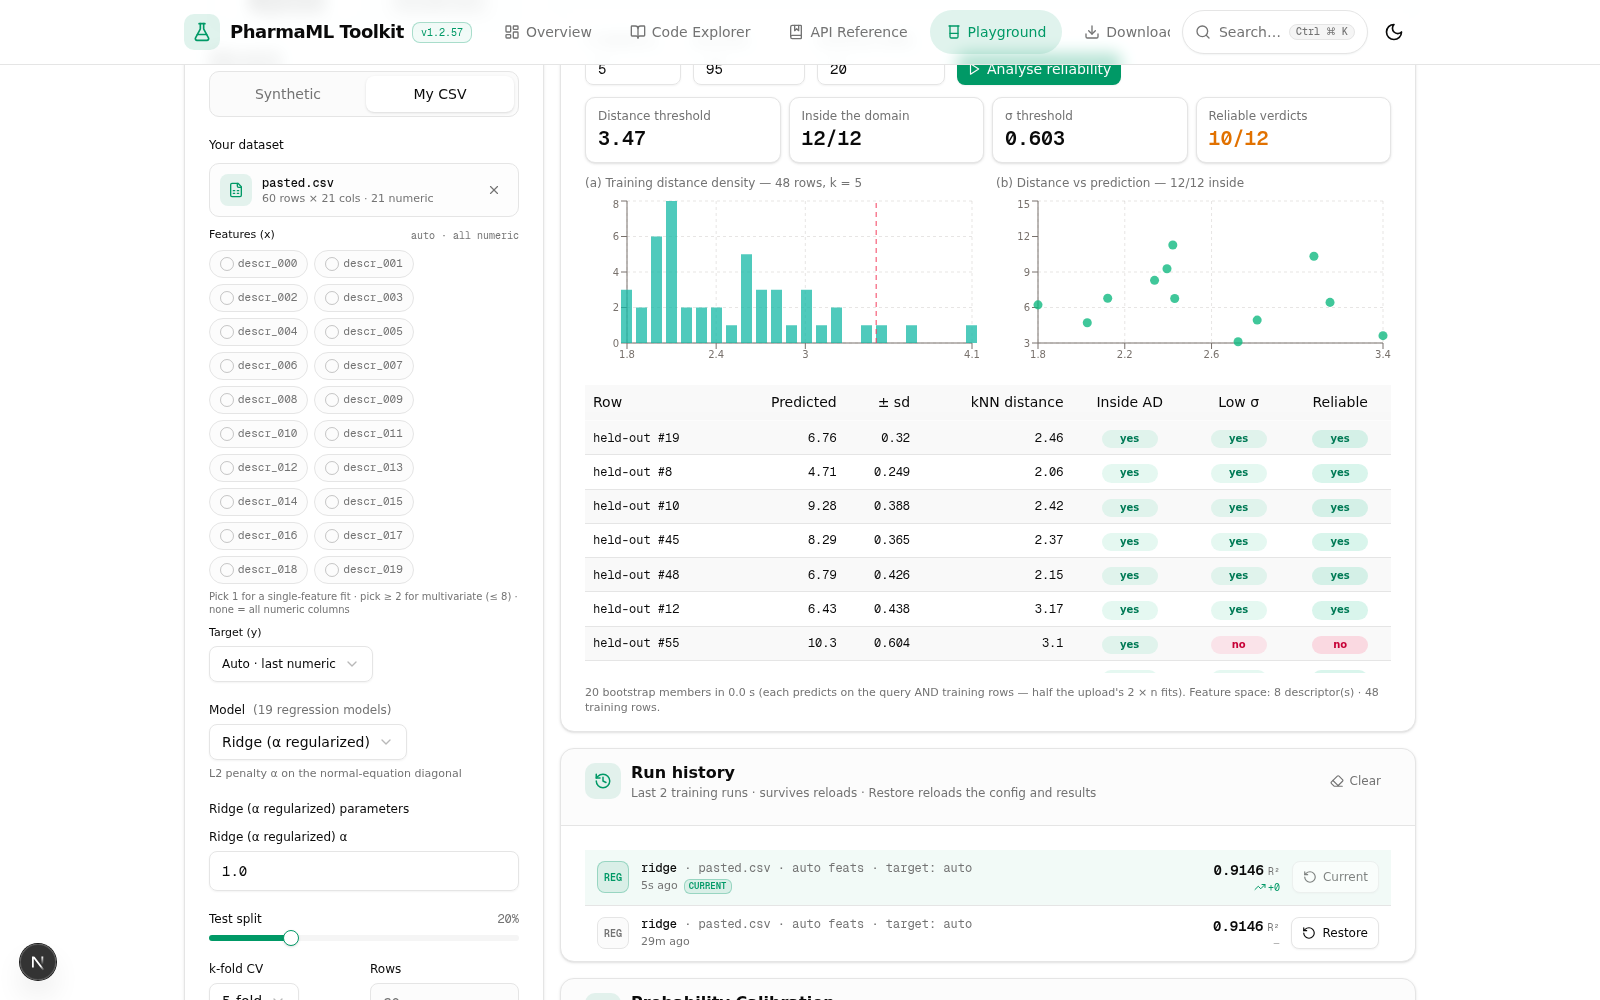 PharmaML Toolkit v1.2.57 Overview Code Explorer API Reference Playground Download Search... Ctrl ⌘ K
Synthetic My CSV
Your dataset
pasted.csv
60 rows × 21 cols · 21 numeric
Features (x) auto · all numeric
descr_000 descr_001
descr_002 descr_003
descr_004 descr_005
descr_006 descr_007
descr_008 descr_009
descr_010 descr_011
descr_012 descr_013
descr_014 descr_015
descr_016 descr_017
descr_018 descr_019
Pick 1 for a single-feature fit · pick ≥ 2 for multivariate (≤ 8) ·
none = all numeric columns
Target (y)
Auto · last numeric
Model (19 regression models)
Ridge (α regularized)
L2 penalty α on the normal-equation diagonal
Ridge (α regularized) parameters
Ridge (α regularized) α
1.0
Test split 20%
k-fold CV Rows
5-fold
5 95 20 Analyse reliability
Distance threshold Inside the domain σ threshold Reliable verdicts
3.47 12/12 0.603 10/12
(a) Training distance density — 48 rows, k = 5
8
6
4
2
0
1.8 2.4 3 4.1
(b) Distance vs prediction — 12/12 inside
15
12
9
6
3
1.8 2.2 2.6 3.4
Row Predicted ± sd kNN distance Inside AD Low σ Reliable
held-out #19 6.76 0.32 2.46 yes yes yes
held-out #8 4.71 0.249 2.06 yes yes yes
held-out #10 9.28 0.388 2.42 yes yes yes
held-out #45 8.29 0.365 2.37 yes yes yes
held-out #48 6.79 0.426 2.15 yes yes yes
held-out #12 6.43 0.438 3.17 yes yes yes
held-out #55 10.3 0.604 3.1 yes no no
20 bootstrap members in 0.0 s (each predicts on the query AND training rows — half the upload's 2 × n fits). Feature space: 8 descriptor(s) · 48
training rows.
Run history
Last 2 training runs · survives reloads · Restore reloads the config and results
Clear
REG ridge · pasted.csv · auto feats · target: auto 0.9146 R² Current
5s ago CURRENT +0
REG ridge · pasted.csv · auto feats · target: auto 0.9146 R² Restore
29m ago —
Probability Calibration
N